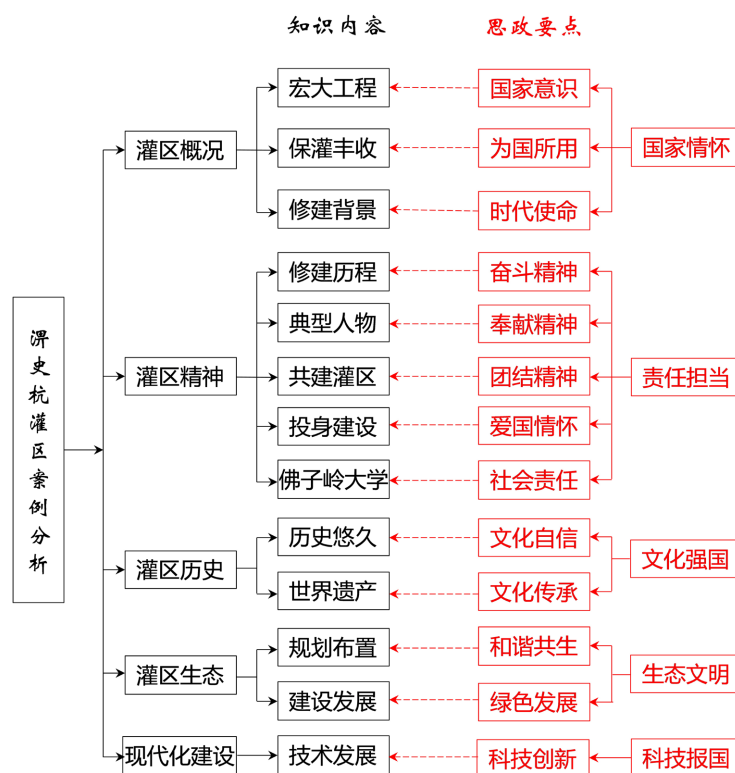 知识内容
思政要点
淠史杭灌区案例分析
灌区概况
宏大工程
国家意识
保灌丰收
为国所用
修建背景
时代使命
国家情怀
灌区精神
修建历程
奋斗精神
典型人物
奉献精神
共建灌区
团结精神
投身建设
爱国情怀
佛子岭大学
社会责任
责任担当
灌区历史
历史悠久
文化自信
世界遗产
文化传承
文化强国
灌区生态
规划布置
和谐共生
建设发展
绿色发展
生态文明
现代化建设
技术发展
科技创新
科技报国